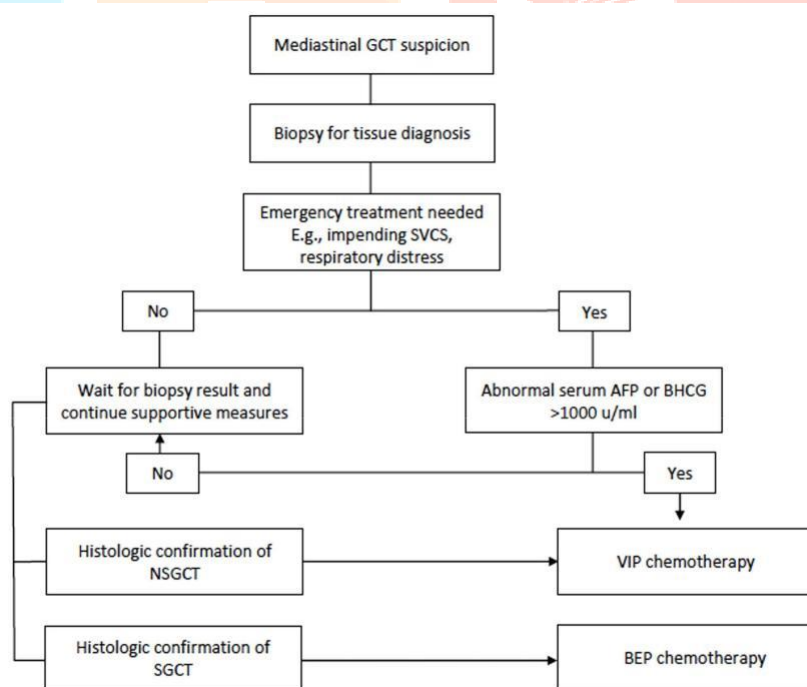 Mediastinal GCT suspicion
Biopsy for tissue diagnosis
Emergency treatment needed
E.g., impending SVCS,
respiratory distress
No
Yes
Wait for biopsy result and
continue supportive measures
Abnormal serum AFP or BHCG
>1000 u/ml
No
Yes
Histologic confirmation of
NSGCT
VIP chemotherapy
Histologic confirmation of
SGCT
BEP chemotherapy